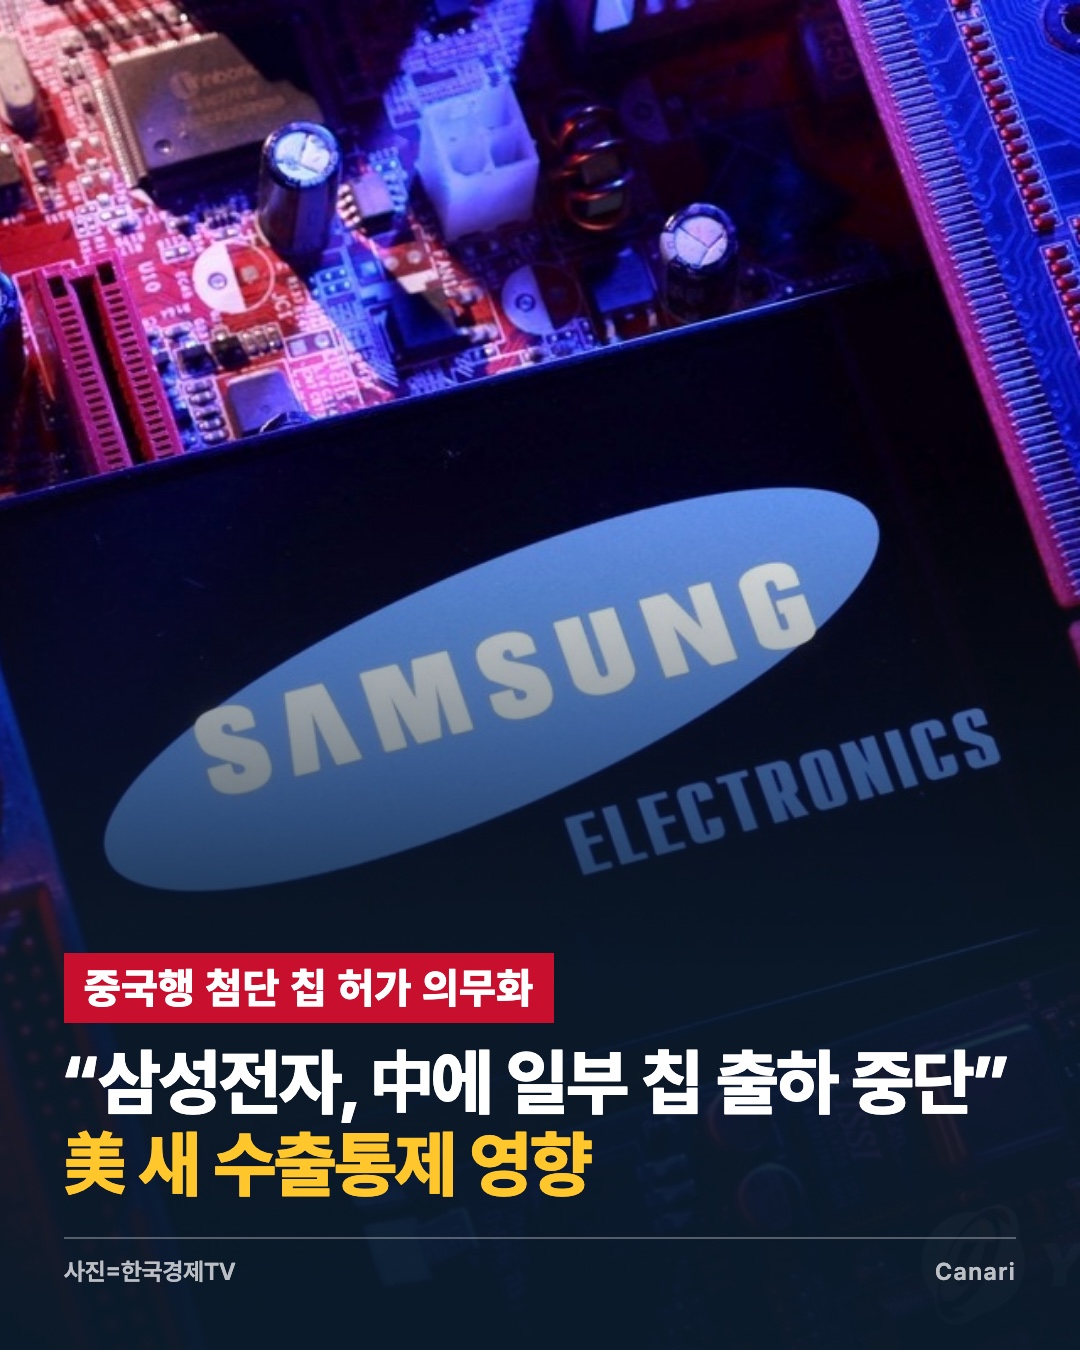 SAMSUNG
ELECTRONICS
중국행 첨단 칩 허가 의무화
“삼성전자, 中에 일부 칩 출하 중단”
美 새 수출통제 영향
사진=한국경제TV
Canari